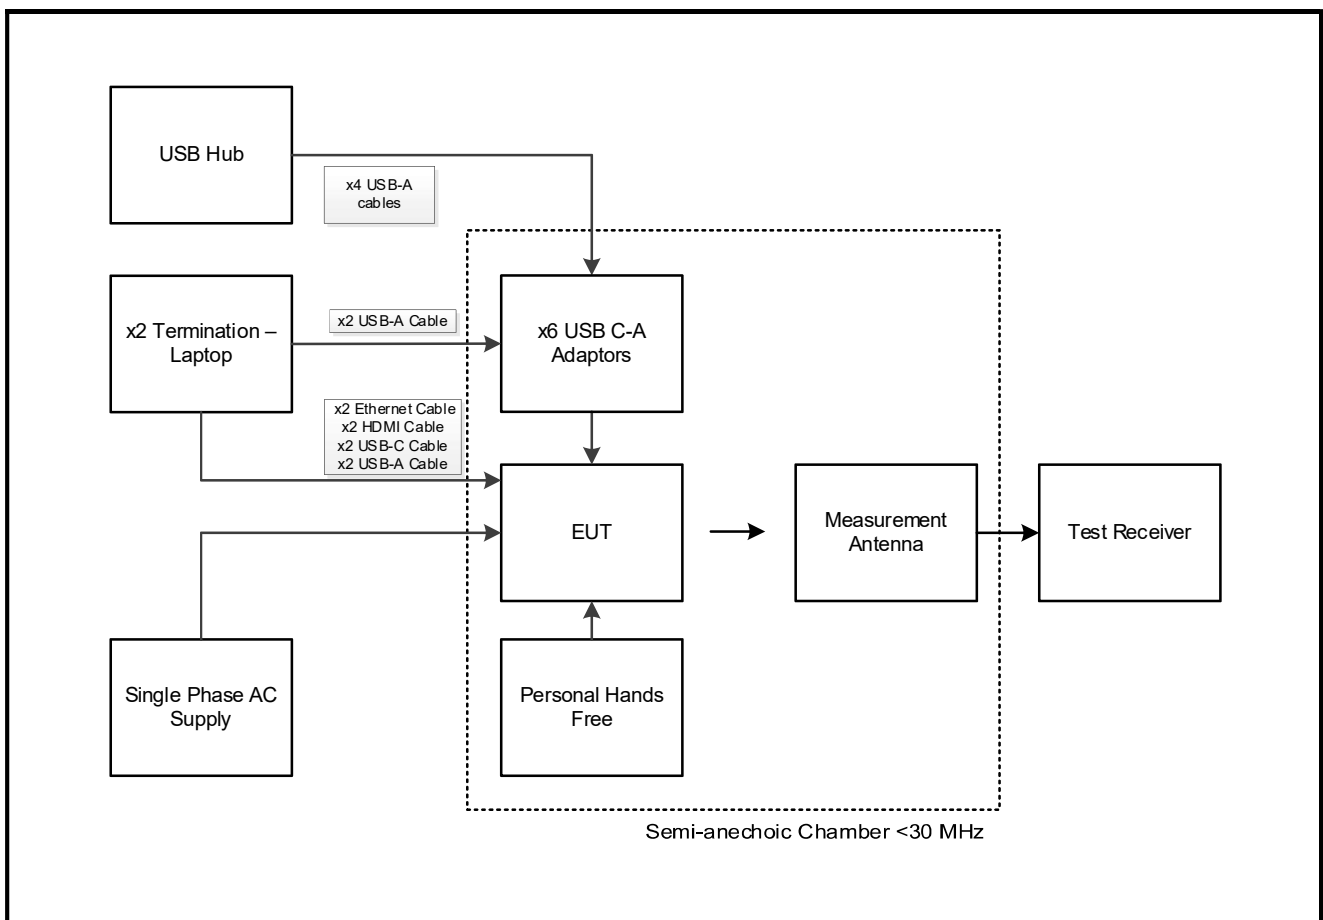 USB Hub
x4 USB-A
cables
x2 Termination –
Laptop
x2 USB-A Cable
x6 USB C-A
Adaptors
x2 Ethernet Cable
x2 HDMI Cable
x2 USB-C Cable
x2 USB-A Cable
EUT
Measurement
Antenna
Test Receiver
Single Phase AC
Supply
Personal Hands
Free
Semi-anechoic Chamber <30 MHz